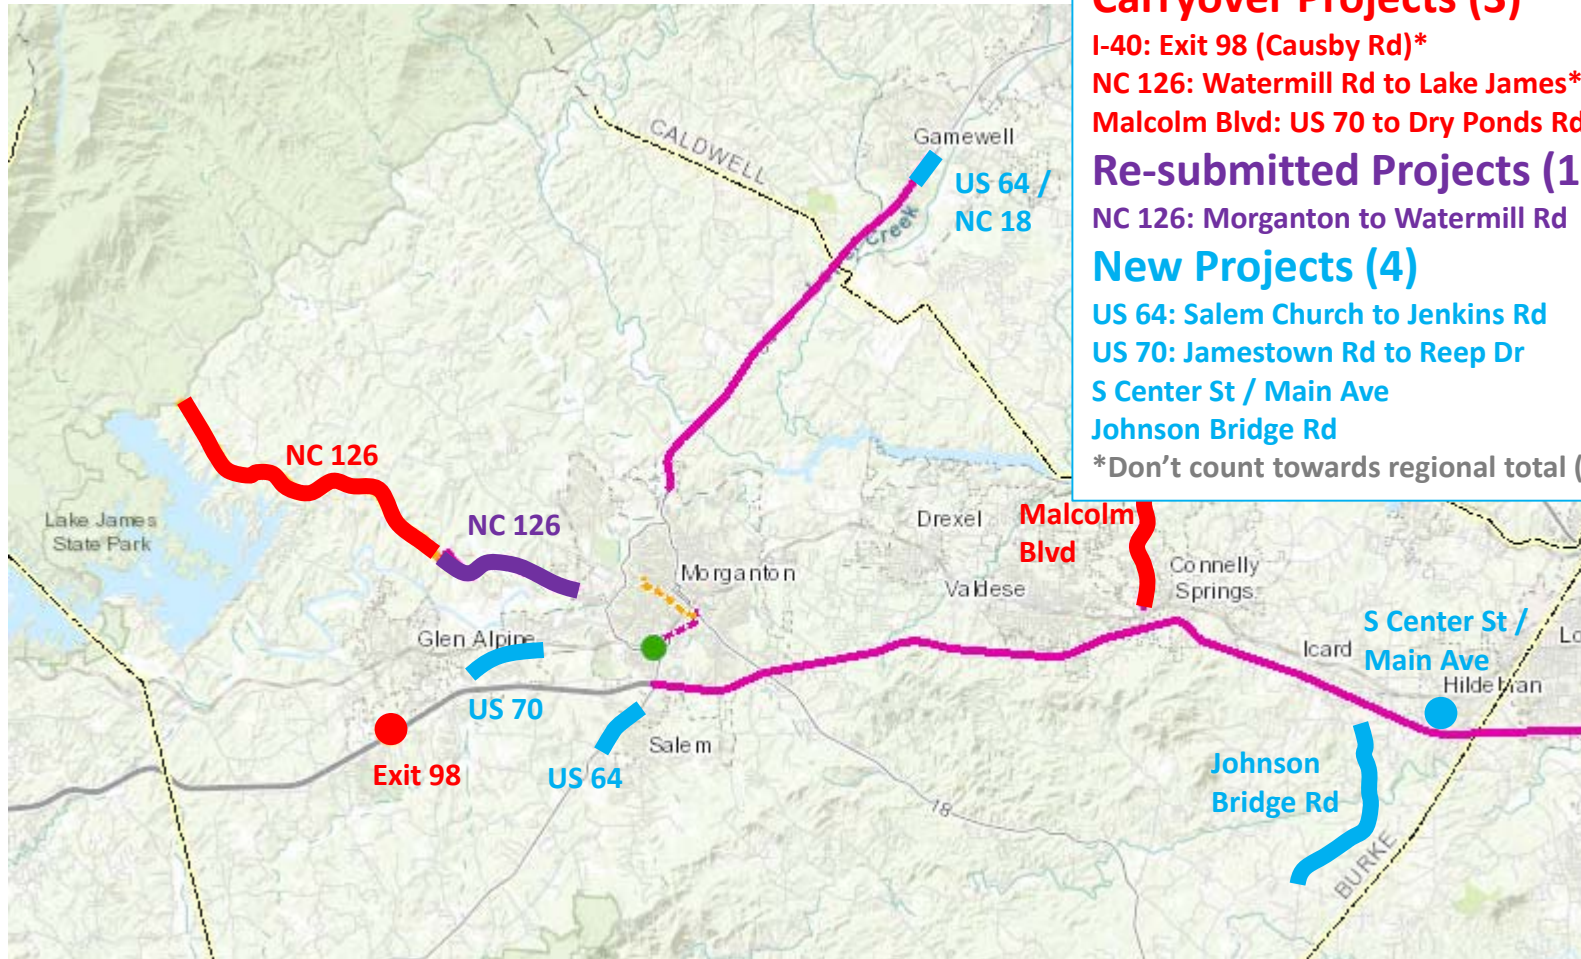 Carryover Projects (3)
I-40: Exit 98 (Causby Rd)*
NC 126: Watermill Rd to Lake James*
Malcolm Blvd: US 70 to Dry Ponds Rd
Re-submitted Projects (1
NC 126: Morganton to Watermill Rd
New Projects (4)
US 64: Salem Church to Jenkins Rd
US 70: Jamestown Rd to Reep Dr
S Center St / Main Ave
Johnson Bridge Rd
*Don't count towards regional total (
CALDWELL
Gamewell
US 64 /
NC 18
Creek
NC 126
Lake James
State Park
NC 126
Drexel
Malcolm
Blvd
Morganton
Connelly
Springs
Valdese
Glen Alpine
S Center St /
Main Ave
Icard
Hildebran
US 70
Salem
Exit 98
US 64
Johnson
Bridge Rd
18
BURKE